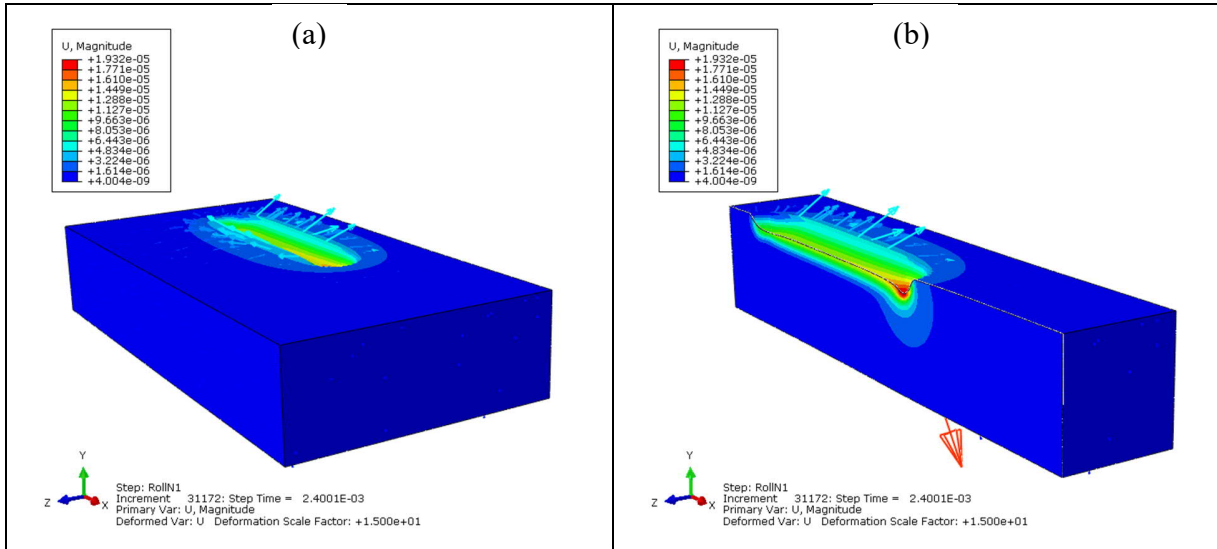 (a)
U, Magnitude
+1.932e-05
+1.771e-05
+1.610e-05
+1.449e-05
+1.288e-05
+1.127e-05
+9.663e-06
+8.053e-06
+6.443e-06
+4.834e-06
+3.224e-06
+1.614e-06
+4.004e-09
Y
Z
X
Step: RollN1
Increment 31172: Step Time = 2.4001E-03
Primary Var: U, Magnitude
Deformed Var: U Deformation Scale Factor: +1.500e+01
(b)
U, Magnitude
+1.932e-05
+1.771e-05
+1.610e-05
+1.449e-05
+1.288e-05
+1.127e-05
+9.663e-06
+8.053e-06
+6.443e-06
+4.834e-06
+3.224e-06
+1.614e-06
+4.004e-09
Y
Z
X
Step: RollN1
Increment 31172: Step Time = 2.4001E-03
Primary Var: U, Magnitude
Deformed Var: U Deformation Scale Factor: +1.500e+01